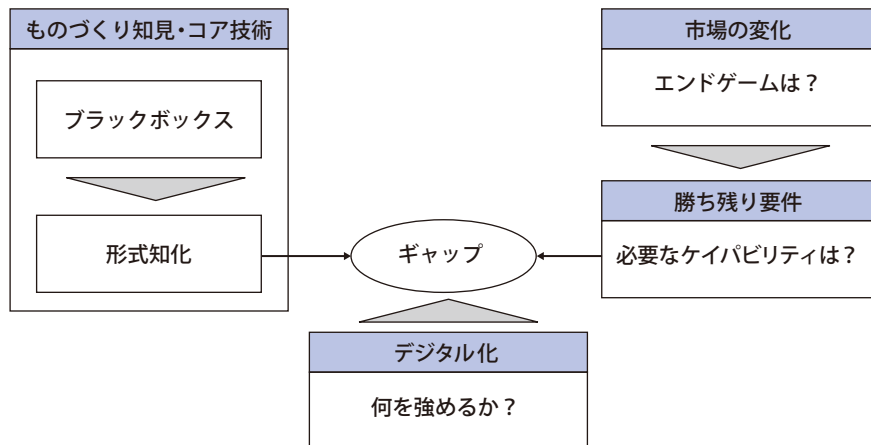 ものづくり知見・コア技術
ブラックボックス
形式知化
ギャップ
市場の変化
エンドゲームは？
勝ち残り要件
必要なケイパビリティは？
デジタル化
何を強めるか？